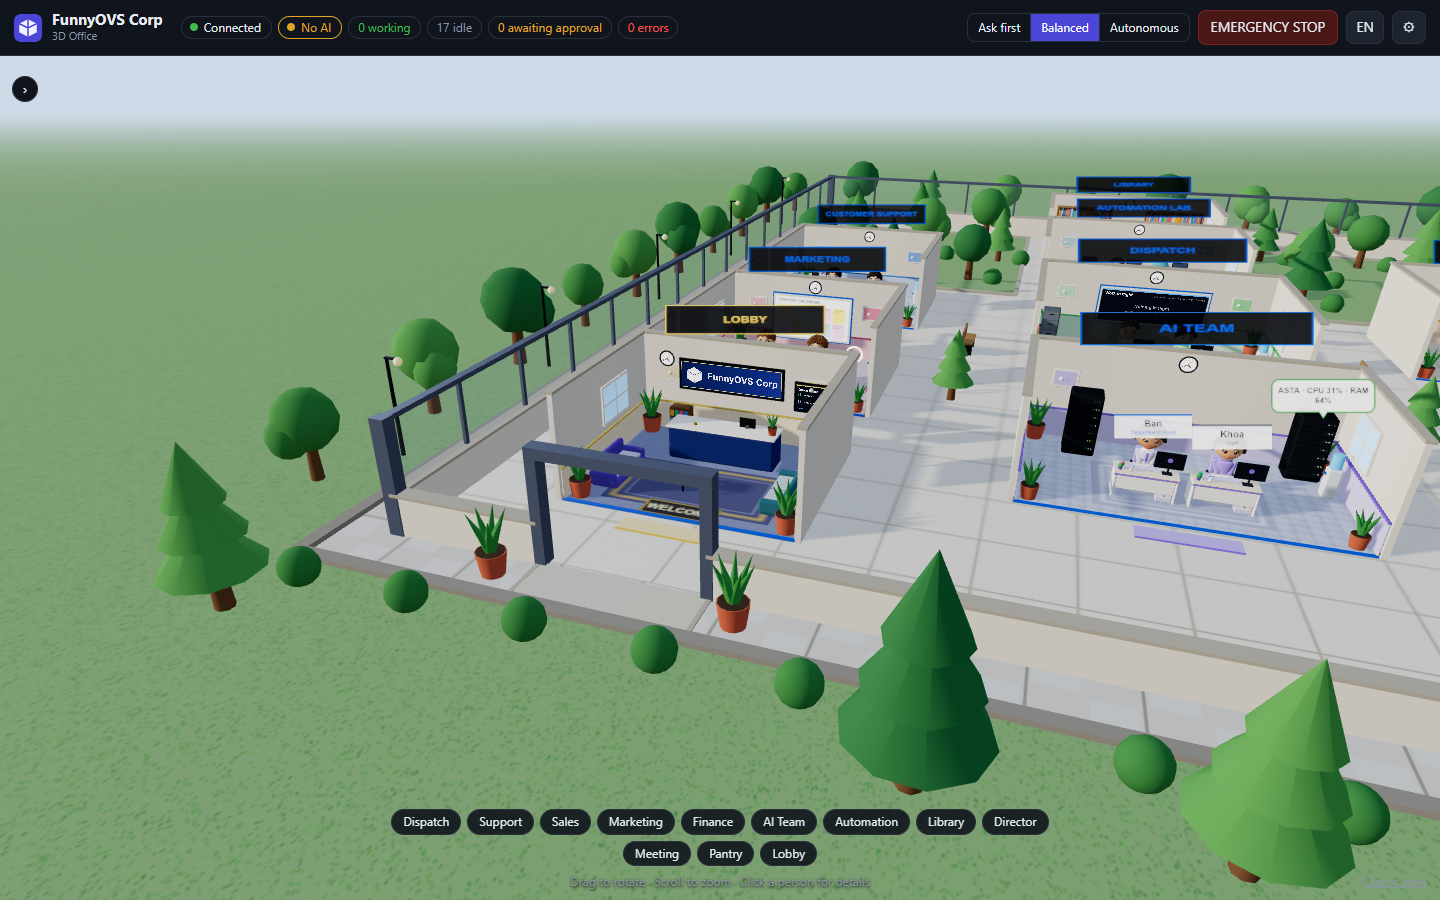 FunnyOVS Corp
3D Office
Connected
No AI
0 working
17 idle
0 awaiting approval
0 errors
Ask first
Balanced
Autonomous
EMERGENCY STOP
EN
LIBRARY
AUTOMATION LAB
CUSTOMER SUPPORT
DISPATCH
MARKETING
LOBBY
AI TEAM
FunnyOVS Corp
ASTA · CPU 31% · RAM
64%
Ban
Khoa
WELCOME
Dispatch
Support
Sales
Marketing
Finance
AI Team
Automation
Library
Director
Meeting
Pantry
Lobby
Drag to rotate · Scroll to zoom · Click a person for details